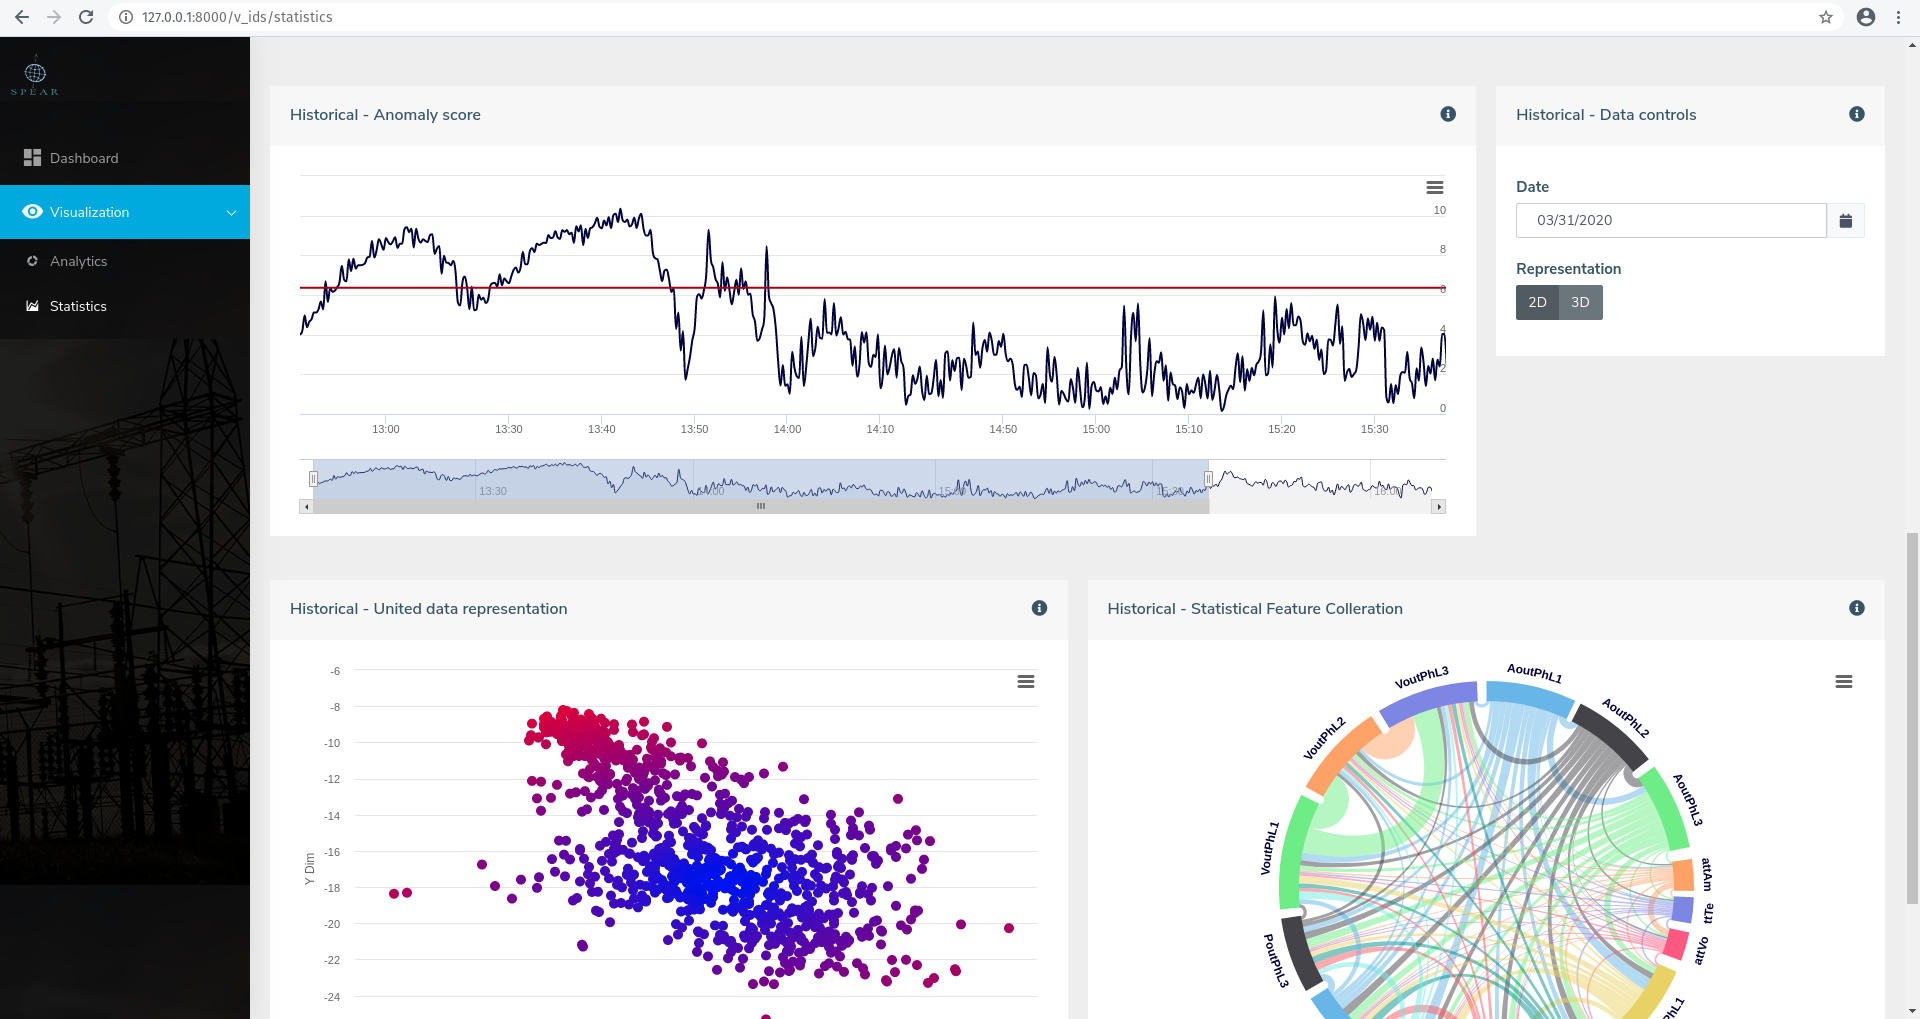 127.0.0.1:8000/v_ids/statistics
SPEAR
Dashboard
Visualization
Analytics
Statistics
Historical - Anomaly score
10
8
6
4
2
0
13:00 13:30 13:40 13:50 14:00 14:10 14:50 15:00 15:10 15:20 15:30
13:30 14:00 15:00 15:30 16:00
Historical - Data controls
Date
03/31/2020
Representation
2D 3D
Historical - United data representation
-6
-8
-10
-12
-14
-16
-18
-20
-22
-24
Y Dim
Historical - Statistical Feature Colleration
VoutPhL3
AoutPhL1
AoutPhL2
AoutPhL3
attAm
ttTe
attVo
PhL1
VoutPhL2
VoutPhL1
PoutPhL3